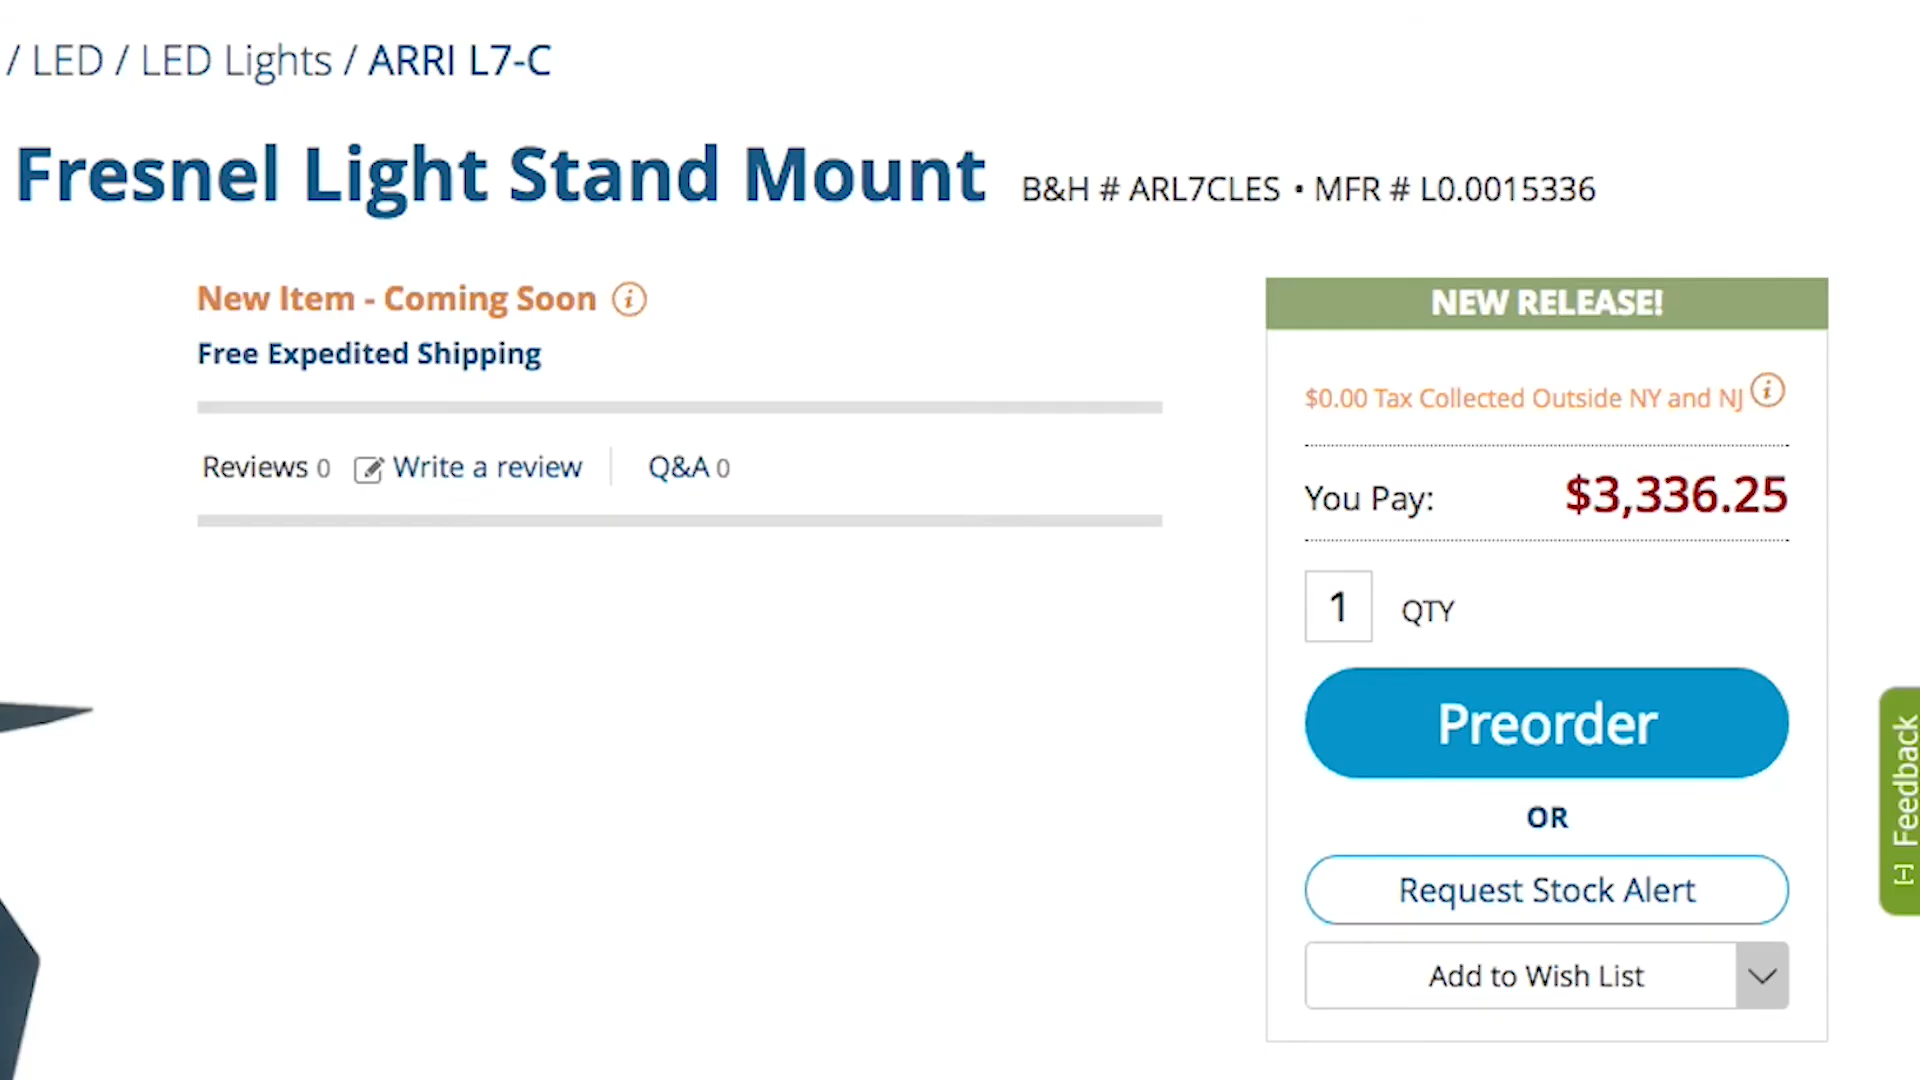 / LED / LED Lights / ARRI L7-C
Fresnel Light Stand Mount B&H # ARL7CLES • MFR # L0.0015336
New Item - Coming Soon
Free Expedited Shipping
Reviews 0 Write a review Q&A 0
NEW RELEASE!
$0.00 Tax Collected Outside NY and NJ
You Pay: $3,336.25
1 QTY
Preorder
OR
Request Stock Alert
Add to Wish List
[-] Feedback